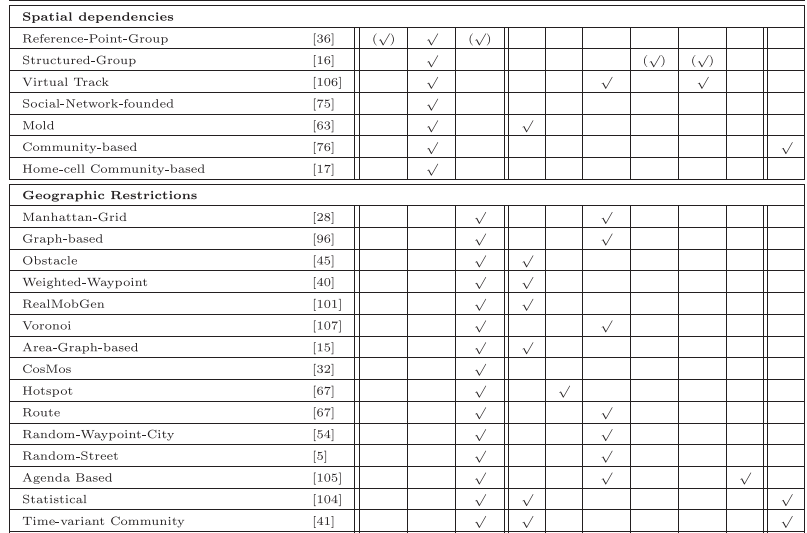 Spatial dependencies
Reference-Point-Group [36] (√) √ (√)
Structured-Group [16] √ (√) (√)
Virtual Track [106] √ √ √
Social-Network-founded [75] √
Mold [63] √ √
Community-based [76] √ √
Home-cell Community-based [17] √
Geographic Restrictions
Manhattan-Grid [28] √ √
Graph-based [96] √ √
Obstacle [45] √ √
Weighted-Waypoint [40] √ √
RealMobGen [101] √ √
Voronoi [107] √ √
Area-Graph-based [15] √ √
CosMos [32] √
Hotspot [67] √ √
Route [67] √ √
Random-Waypoint-City [54] √ √
Random-Street [5] √ √
Agenda Based [105] √ √ √
Statistical [104] √ √ √
Time-variant Community [41] √ √ √